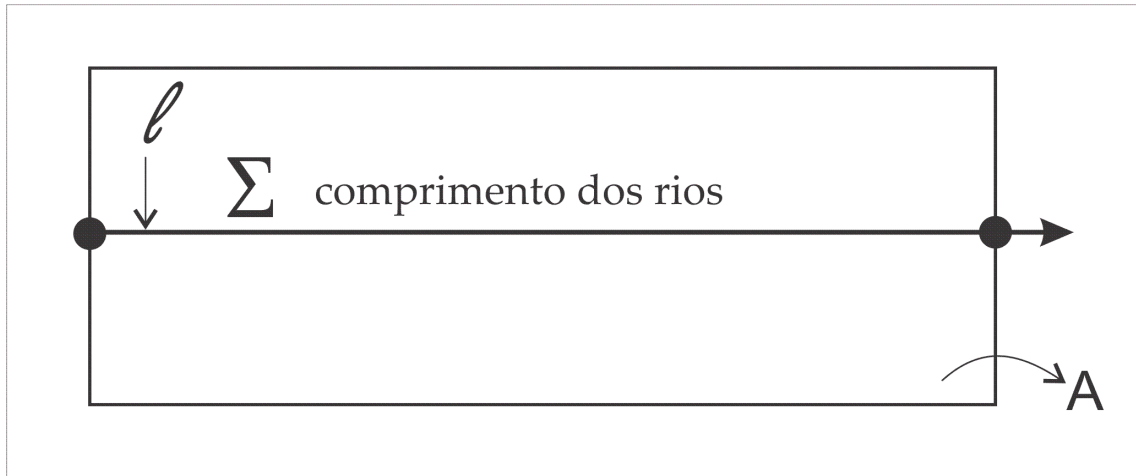 ℓ
Σ comprimento dos rios
A